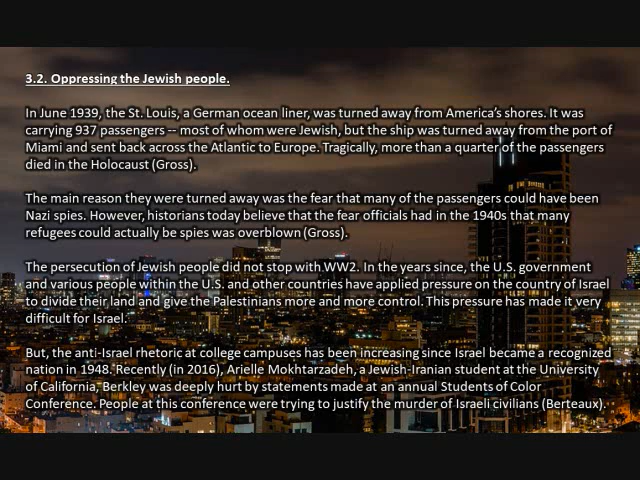 3.2. Oppressing the Jewish people.
In June 1939, the St. Louis, a German ocean liner, was turned away from America's shores. It was
carrying 937 passengers -- most of whom were Jewish, but the ship was turned away from the port of
Miami and sent back across the Atlantic to Europe. Tragically, more than a quarter of the passengers
died in the Holocaust (Gross).
The main reason they were turned away was the fear that many of the passengers could have been
Nazi spies. However, historians today believe that the fear officials had in the 1940s that many
refugees could actually be spies was overblown (Gross).
The persecution of Jewish people did not stop with WW2. In the years since, the U.S. government
and various people within the U.S. and other countries have applied pressure on the country of Israel
to divide their land and give the Palestinians more and more control. This pressure has made it very
difficult for Israel.
But, the anti-Israel rhetoric at college campuses has been increasing since Israel became a recognized
nation in 1948. Recently (in 2016), Arielle Mokhtarzadeh, a Jewish-Iranian student at the University
of California, Berkley was deeply hurt by statements made at an annual Students of Color
Conference. People at this conference were trying to justify the murder of Israeli civilians (Berteaux).